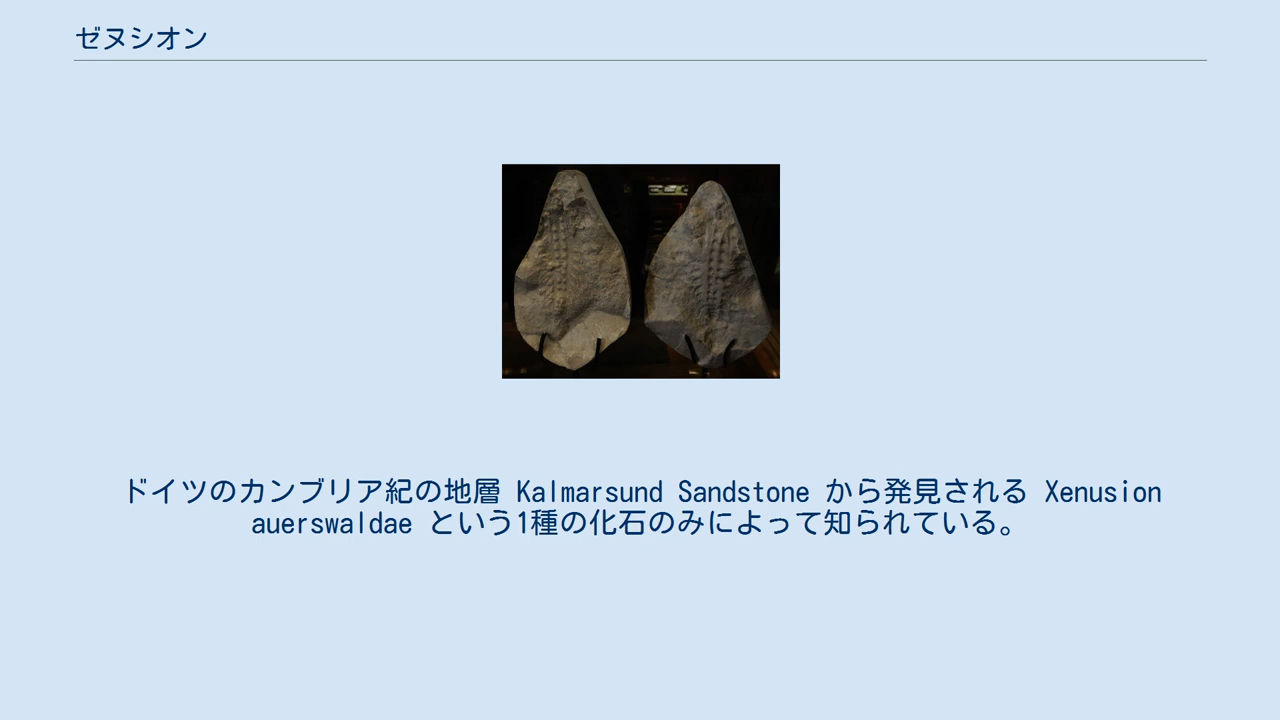 ゼヌシオン
ドイツのカンブリア紀の地層 Kalmarsund Sandstone から発見される Xenusion
auerswaldae という1種の化石のみによって知られている。